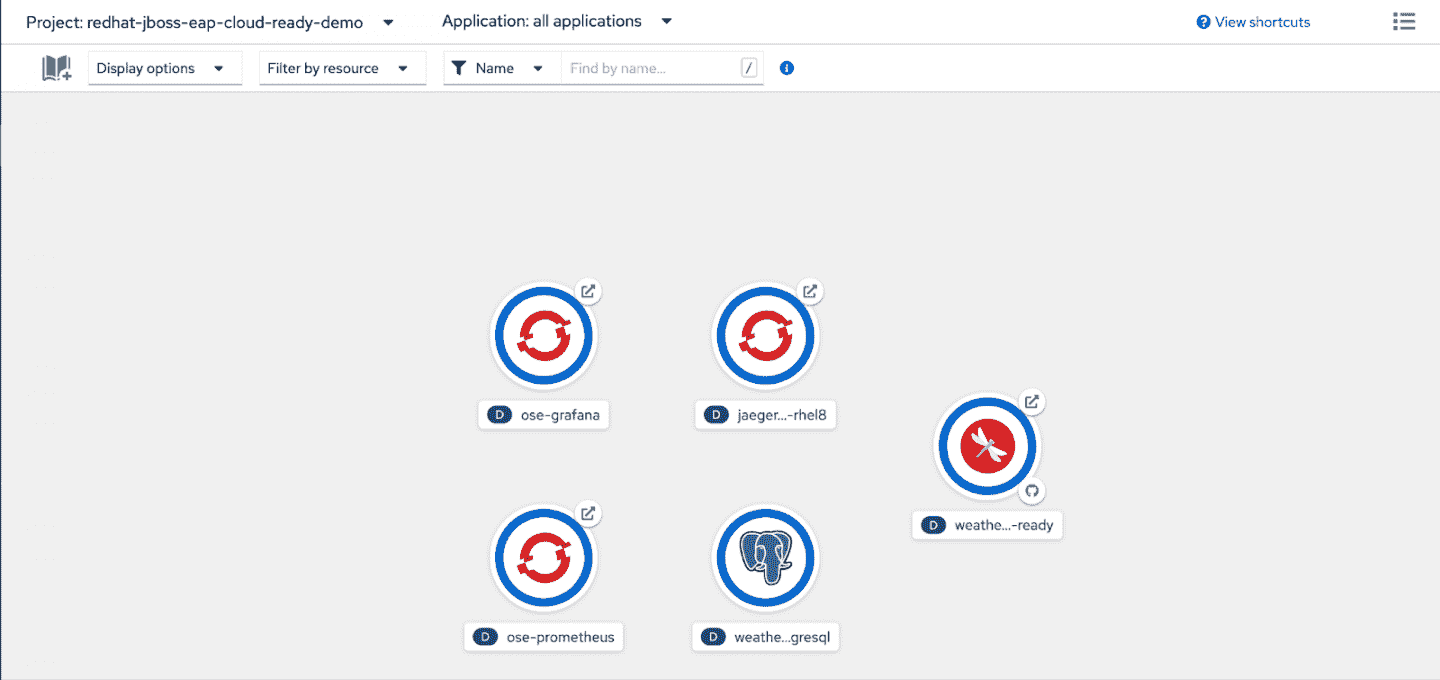 Project: redhat-jboss-eap-cloud-ready-demo
Application: all applications
View shortcuts
Display options
Filter by resource
Name
Find by name...
/
D ose-grafana
D jaeger...-rhel8
D weathe...-ready
D ose-prometheus
D weathe...gresql